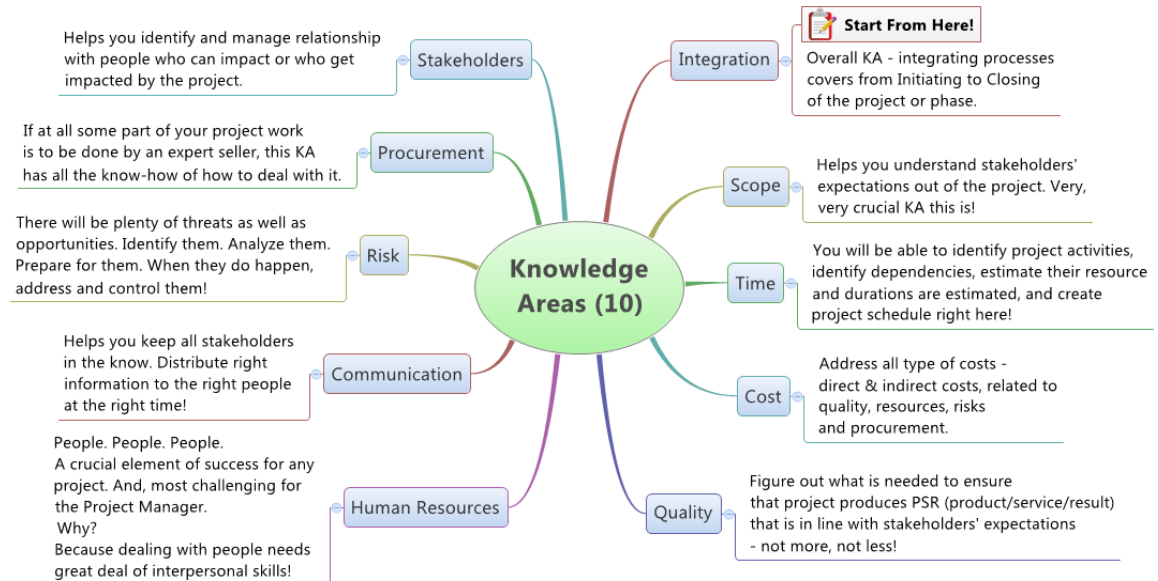 Start From Here!
Integration
Overall KA - integrating processes
covers from Initiating to Closing
of the project or phase.
Scope
Helps you understand stakeholders'
expectations out of the project. Very,
very crucial KA this is!
Time
You will be able to identify project activities,
identify dependencies, estimate their resource
and durations are estimated, and create
project schedule right here!
Cost
Address all type of costs -
direct & indirect costs, related to
quality, resources, risks
and procurement.
Quality
Figure out what is needed to ensure
that project produces PSR (product/service/result)
that is in line with stakeholders' expectations
- not more, not less!
Knowledge
Areas (10)
Stakeholders
Helps you identify and manage relationship
with people who can impact or who get
impacted by the project.
Procurement
If at all some part of your project work
is to be done by an expert seller, this KA
has all the know-how of how to deal with it.
Risk
There will be plenty of threats as well as
opportunities. Identify them. Analyze them.
Prepare for them. When they do happen,
address and control them!
Communication
Helps you keep all stakeholders
in the know. Distribute right
information to the right people
at the right time!
Human Resources
People. People. People.
A crucial element of success for any
project. And, most challenging for
the Project Manager.
Why?
Because dealing with people needs
great deal of interpersonal skills!